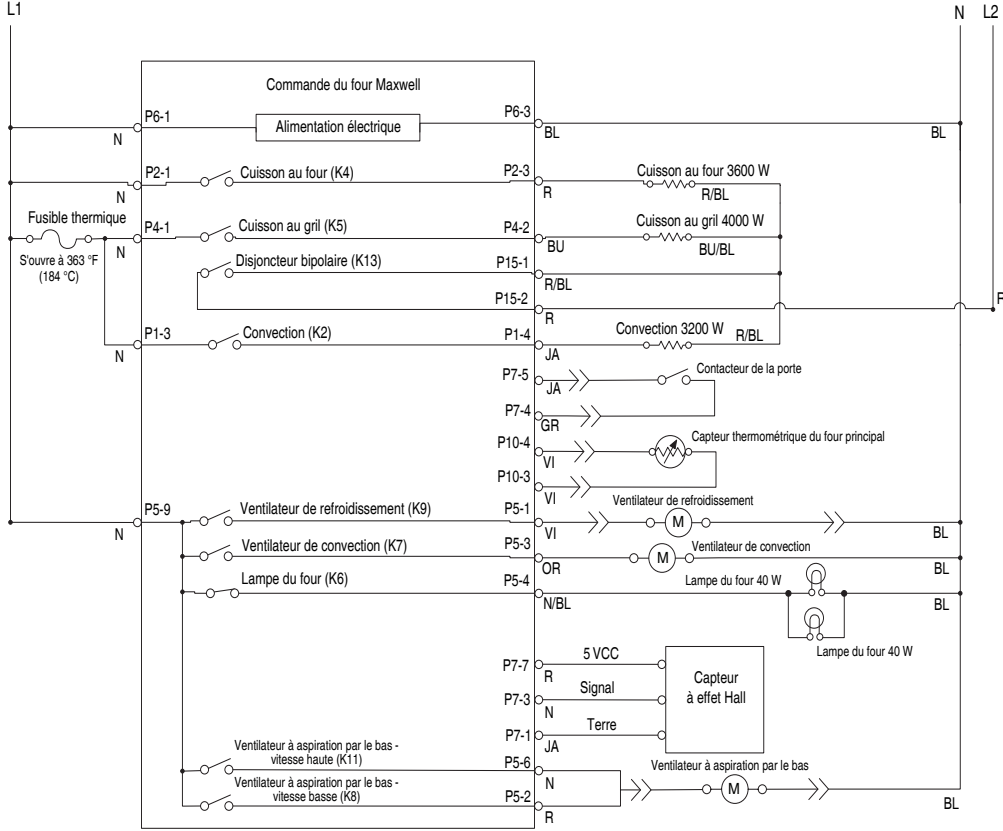 L1
N L2
Commande du four Maxwell
P6-1
Alimentation électrique
P6-3
N
BL
BL
P2-1
Cuisson au four (K4)
P2-3
Cuisson au four 3600 W
N
R
R/BL
Fusible thermique
P4-1
Cuisson au gril (K5)
P4-2
Cuisson au gril 4000 W
N
BU
BU/BL
S'ouvre à 363 °F
(184 °C)
Disjoncteur bipolaire (K13)
P15-1
R/BL
P15-2
R
R
P1-3
Convection (K2)
P1-4
Convection 3200 W
R/BL
N
JA
P7-5
Contacteur de la porte
JA
P7-4
GR
P10-4
Capteur thermométrique du four principal
VI
P10-3
VI
P5-9
Ventilateur de refroidissement (K9)
P5-1
Ventilateur de refroidissement
N
VI
M
BL
Ventilateur de convection (K7)
P5-3
Ventilateur de convection
OR
M
BL
Lampe du four (K6)
P5-4
Lampe du four 40 W
N/BL
BL
Lampe du four 40 W
P7-7
5 VCC
R
Capteur
à effet Hall
P7-3
Signal
N
P7-1
Terre
JA
Ventilateur à aspiration par le bas -
vitesse haute (K11)
P5-6
Ventilateur à aspiration par le bas
N
M
Ventilateur à aspiration par le bas -
vitesse basse (K8)
P5-2
R
BL